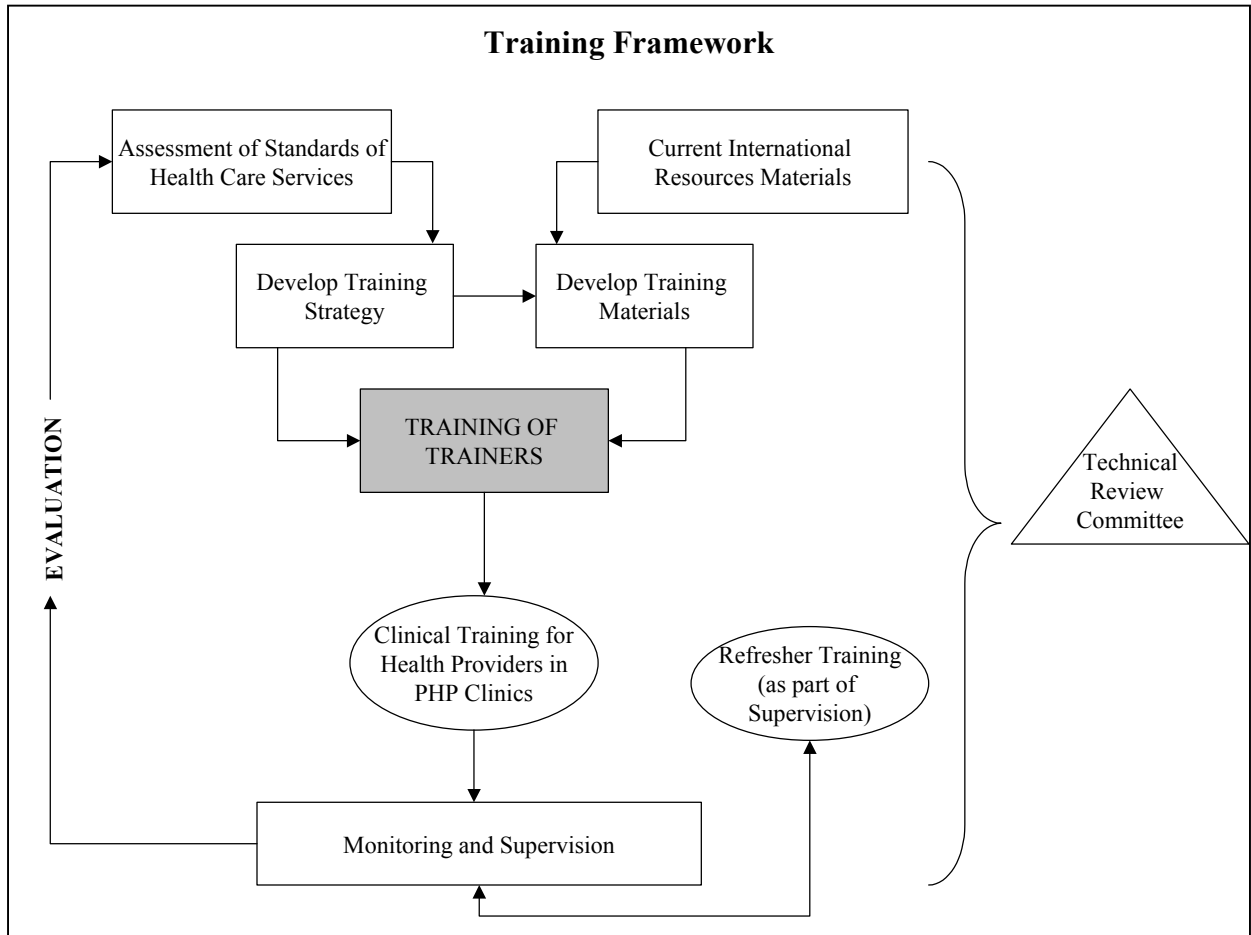 Training Framework
Assessment of Standards of
Health Care Services
Current International
Resources Materials
Develop Training
Strategy
Develop Training
Materials
TRAINING OF
TRAINERS
EVALUATION
Technical
Review
Committee
Clinical Training for
Health Providers in
PHP Clinics
Refresher Training
(as part of
Supervision)
Monitoring and Supervision